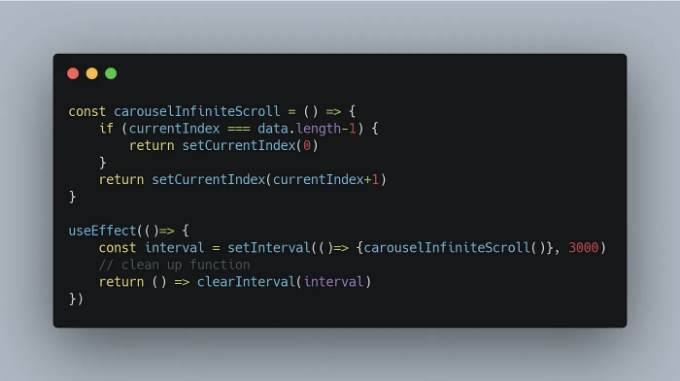 const carouselInfiniteScroll = () => {
    if (currentIndex === data.length-1) {
        return setCurrentIndex(0)
    }
    return setCurrentIndex(currentIndex+1)
}

useEffect(()=> {
    const interval = setInterval(()=> {carouselInfiniteScroll()}, 3000)
    // clean up function
    return () => clearInterval(interval)
})